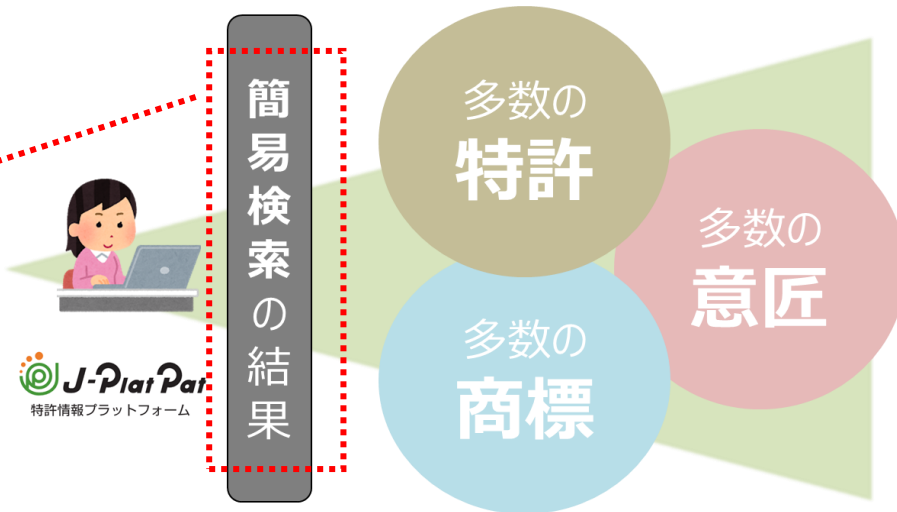 簡易検索の結果
多数の
特許
多数の
意匠
多数の
商標
J-PlatPat
特許情報プラットフォーム